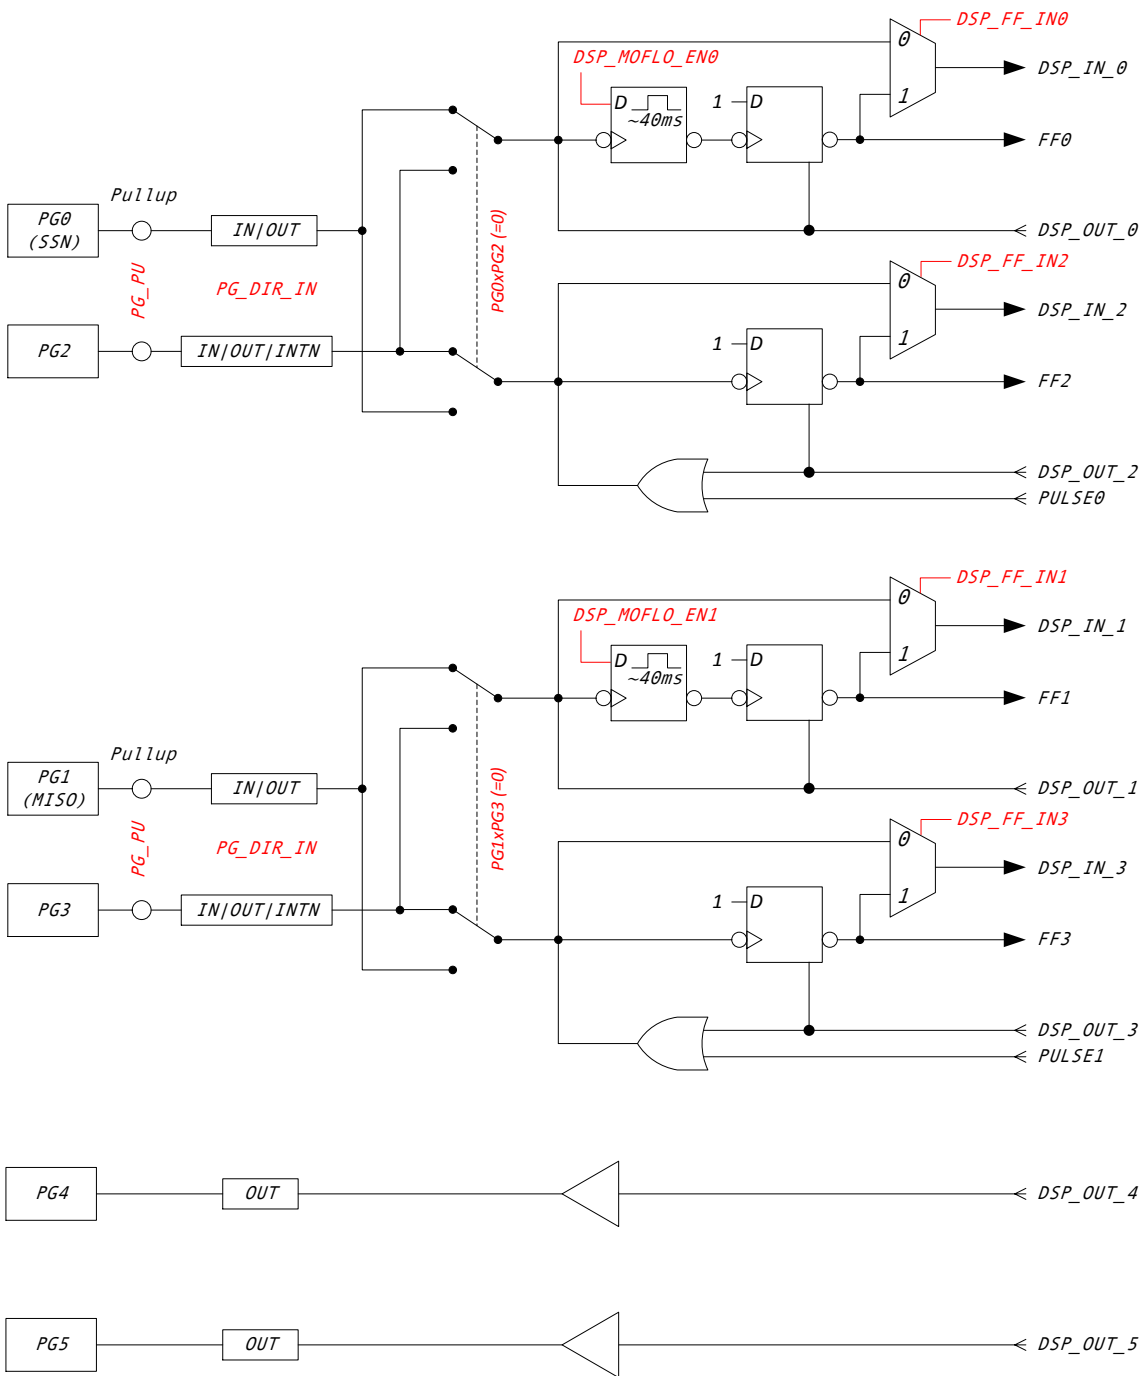 DSP_FF_IN0
0
DSP_MOFLO_EN0
DSP_IN_0
1
D
~40ms
1
D
FF0
Pullup
PG0
(SSN)
IN|OUT
DSP_OUT_0
PG0xPG2 (=0)
PG_PU
PG_DIR_IN
DSP_FF_IN2
0
DSP_IN_2
1
D
1
PG2
IN|OUT|INTN
FF2
DSP_OUT_2
PULSE0
DSP_FF_IN1
0
DSP_MOFLO_EN1
DSP_IN_1
1
D
~40ms
1
D
FF1
Pullup
PG1
(MISO)
IN|OUT
DSP_OUT_1
PG1xPG3 (=0)
PG_PU
PG_DIR_IN
DSP_FF_IN3
0
DSP_IN_3
1
D
1
PG3
IN|OUT|INTN
FF3
DSP_OUT_3
PULSE1
PG4
OUT
DSP_OUT_4
PG5
OUT
DSP_OUT_5